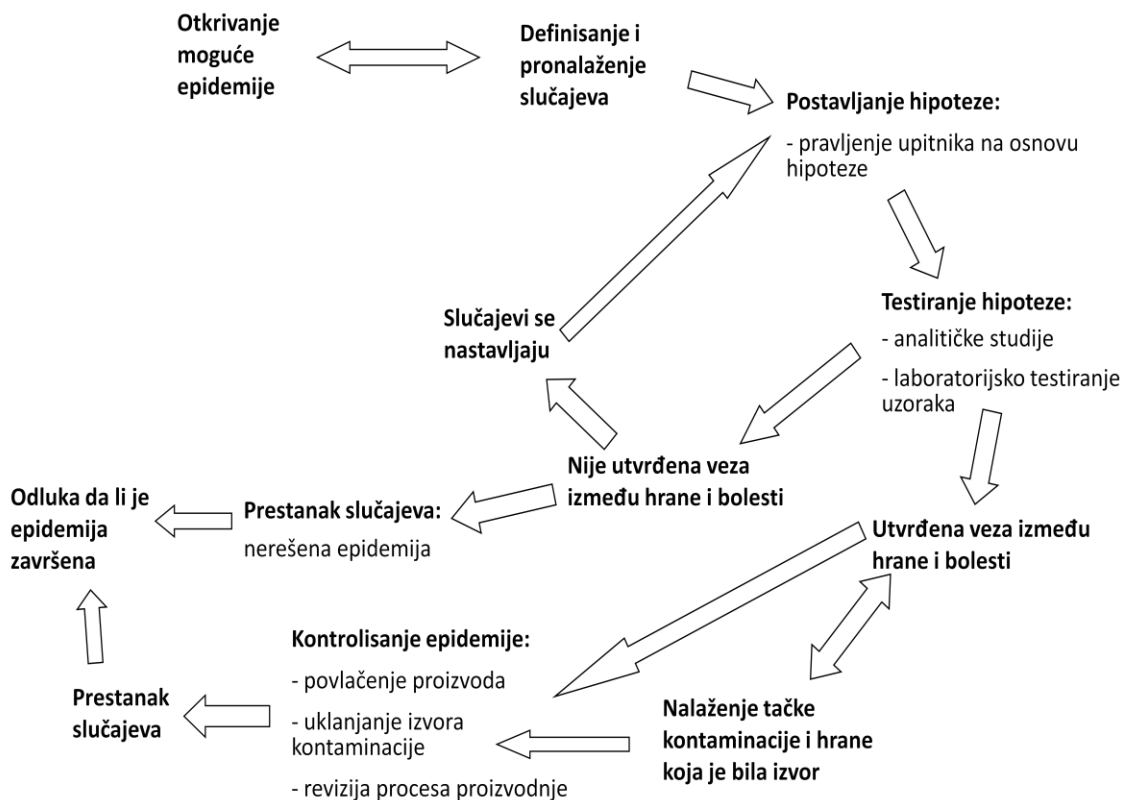 Otkrivanje
moguće
epidemije
Definisanje i
pronalaženje
slučajeva
Postavljanje hipoteze:
- pravljenje upitnika na osnovu
hipoteze
Testiranje hipoteze:
- analitičke studije
- laboratorijsko testiranje
uzoraka
Slučajevi se
nastavljaju
Nije utvrđena veza
između hrane i bolesti
Prestanak slučajeva:
nerešena epidemija
Odluka da li je
epidemija
završena
Utvrđena veza između
hrane i bolesti
Kontrolisanje epidemije:
- povlačenje proizvoda
- uklanjanje izvora
kontaminacije
- revizija procesa proizvodnje
Prestanak
slučajeva
Nalaženje tačke
kontaminacije i hrane
koja je bila izvor